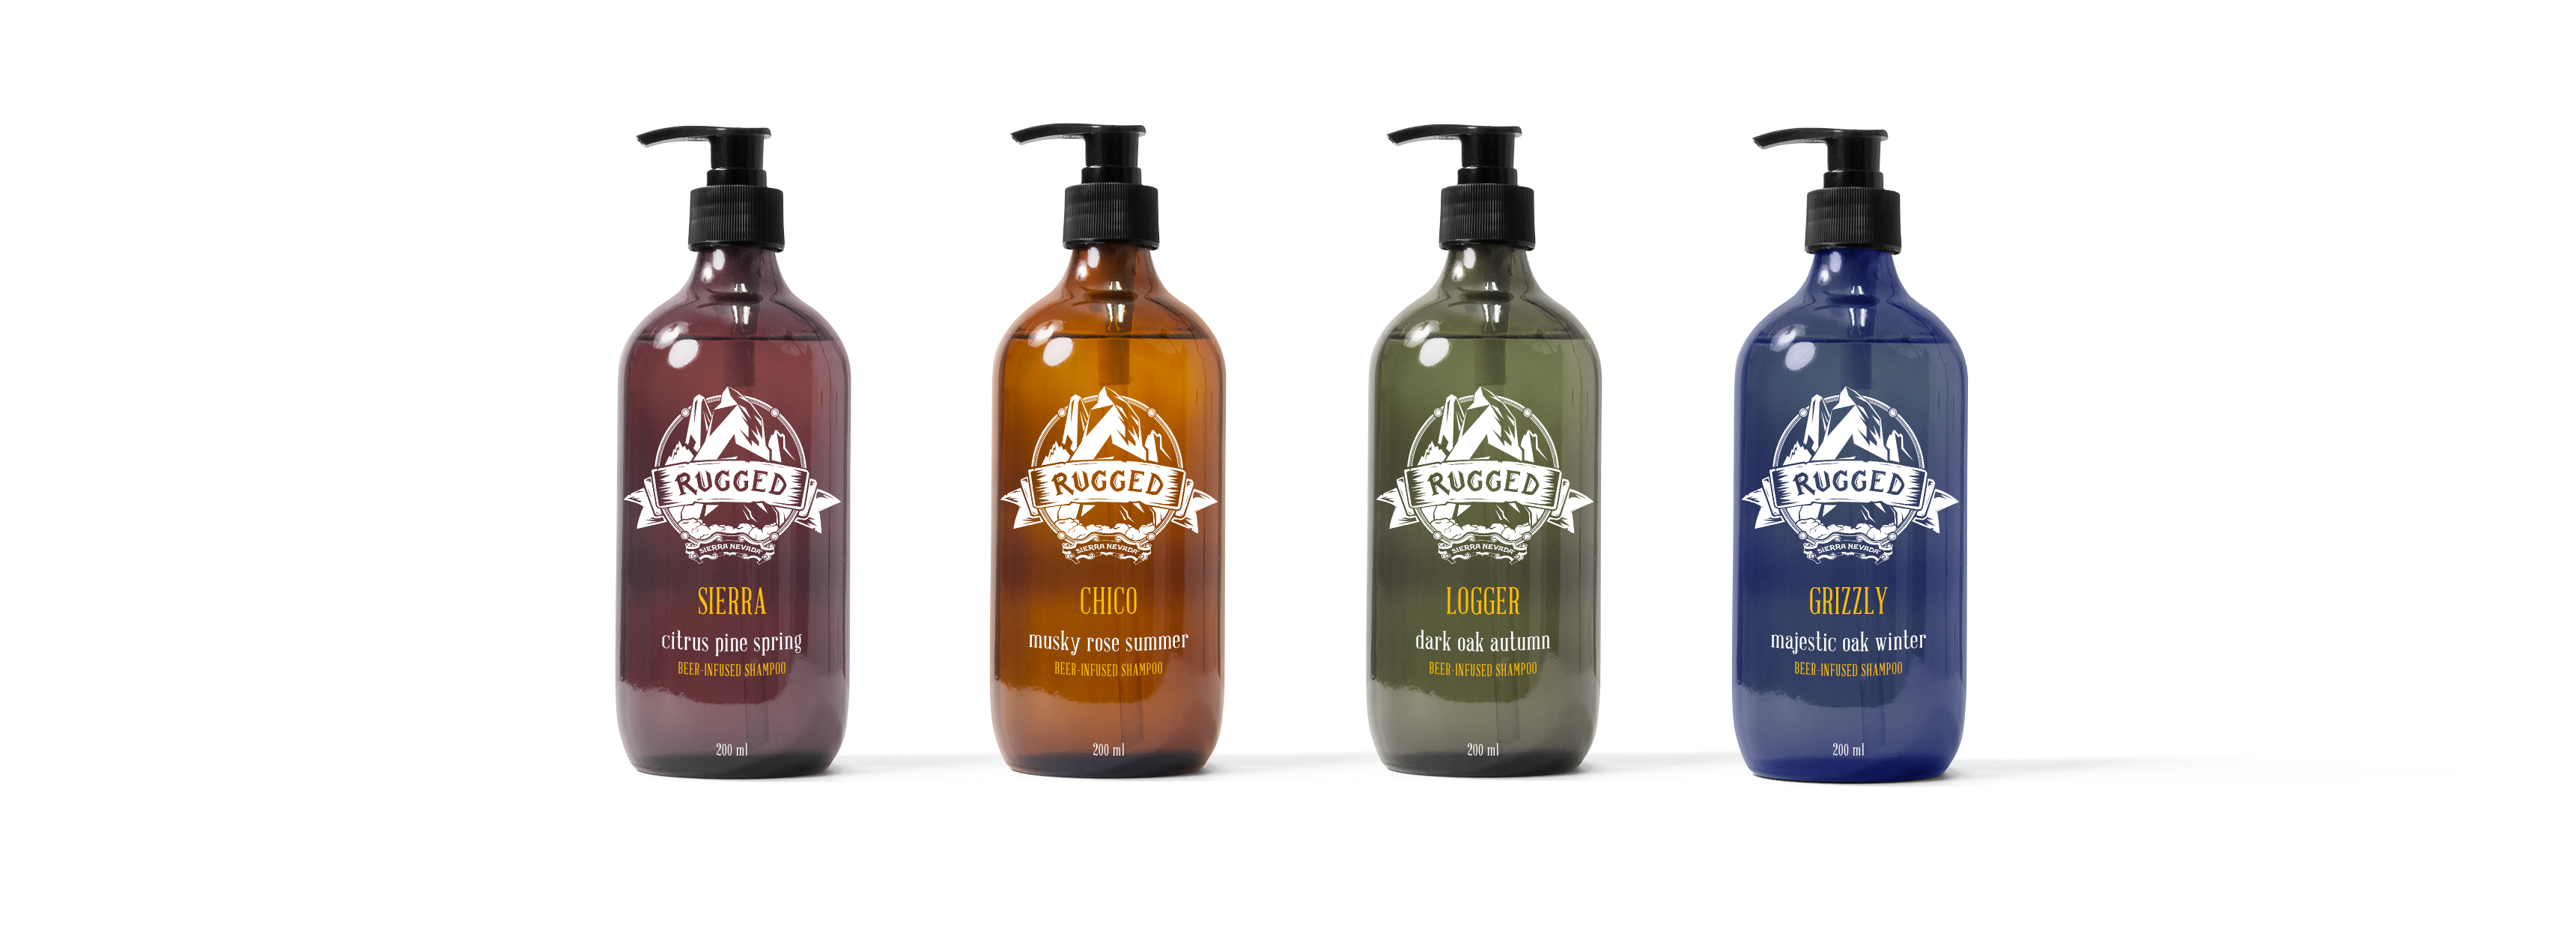 RUGGED
SIERRA NEVADA
SIERRA
citrus pine spring
BEER-INFUSED SHAMPOO
200 ml
RUGGED
SIERRA NEVADA
CHICO
musky rose summer
BEER-INFUSED SHAMPOO
200 ml
RUGGED
SIERRA NEVADA
LOGGER
dark oak autumn
BEER-INFUSED SHAMPOO
200 ml
RUGGED
SIERRA NEVADA
GRIZZLY
majestic oak winter
BEER-INFUSED SHAMPOO
200 ml